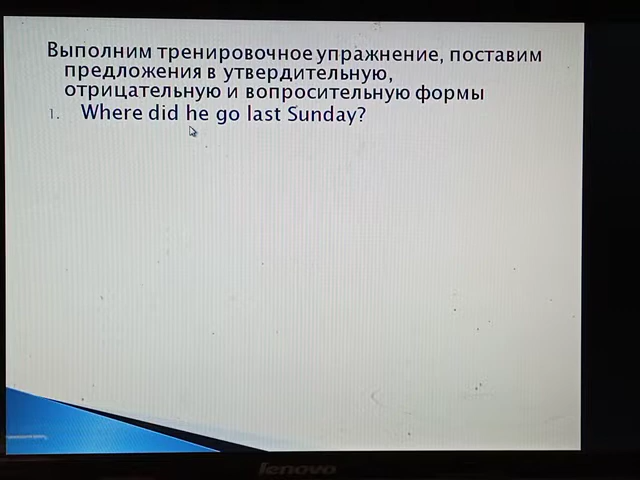 Выполним тренировочное упражнение, поставим
предложения в утвердительную,
отрицательную и вопросительную формы
1. Where did he go last Sunday?
lenovo